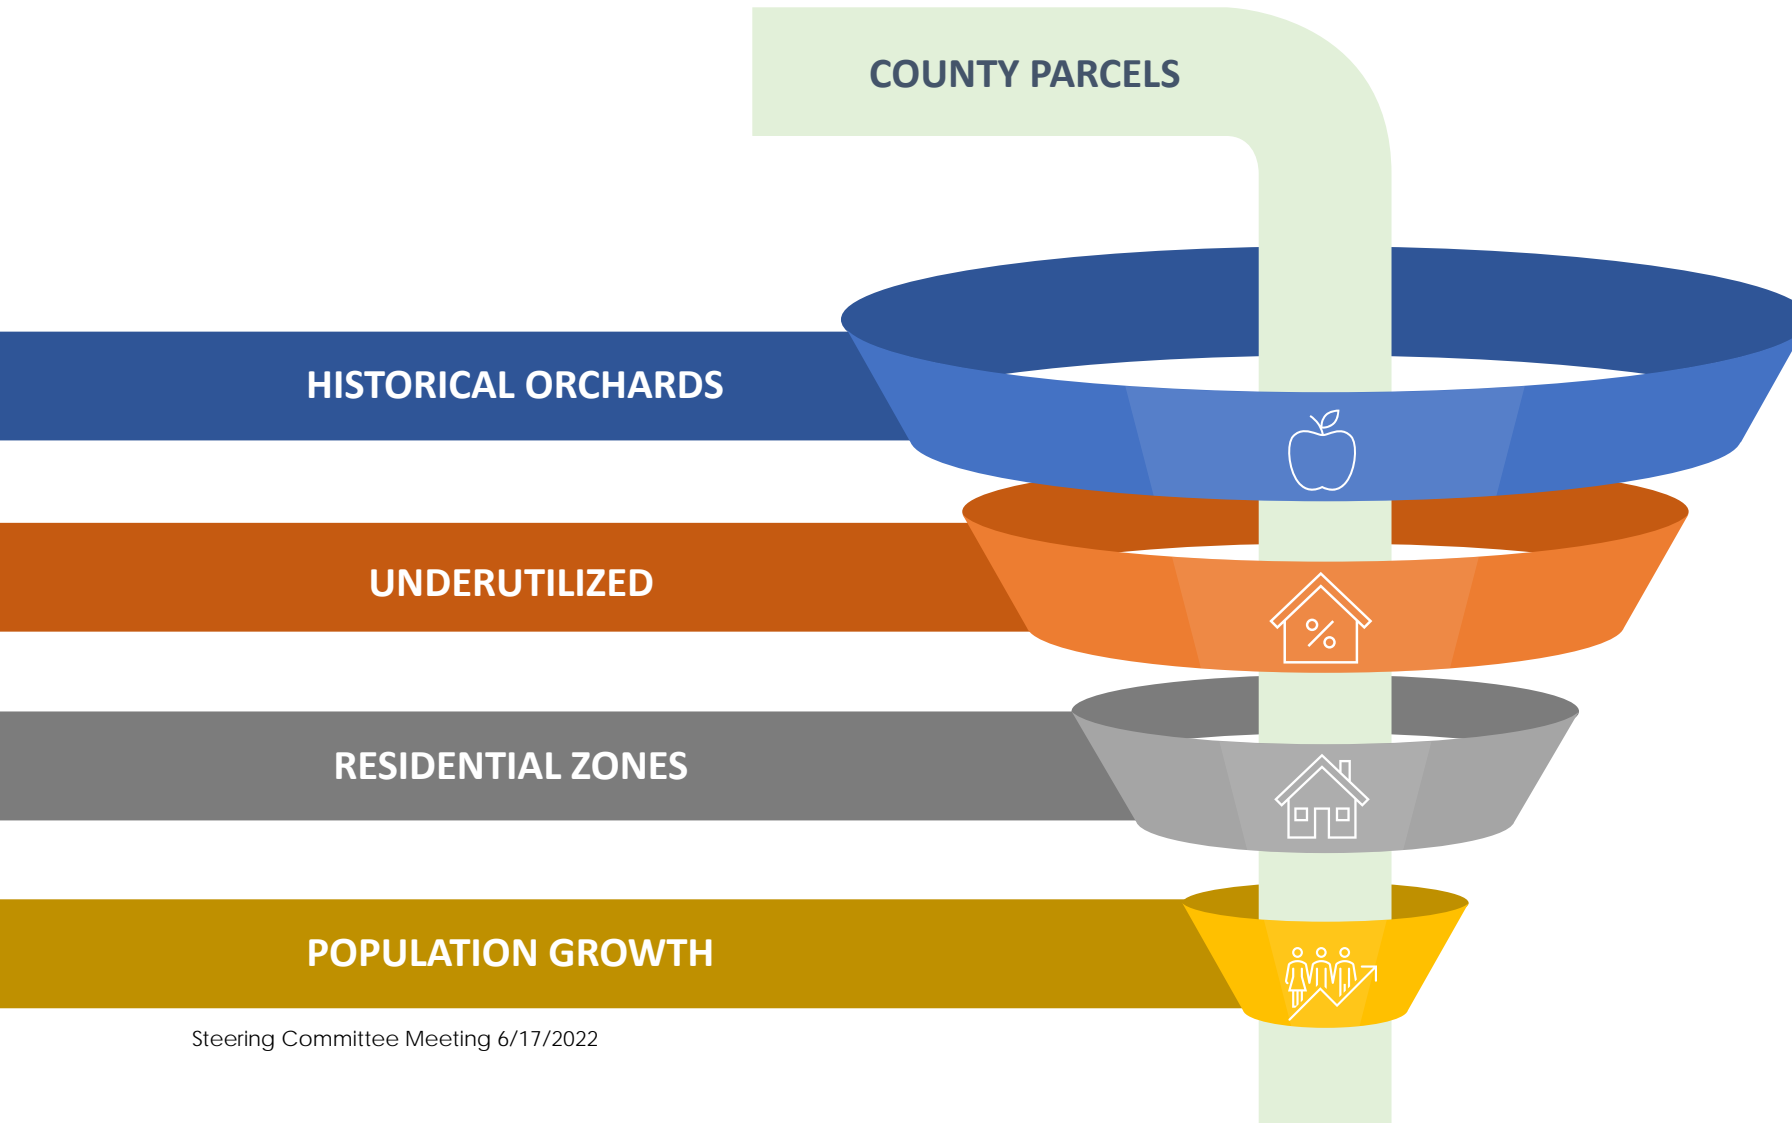 COUNTY PARCELS
HISTORICAL ORCHARDS
UNDERUTILIZED
RESIDENTIAL ZONES
POPULATION GROWTH
Steering Committee Meeting 6/17/2022